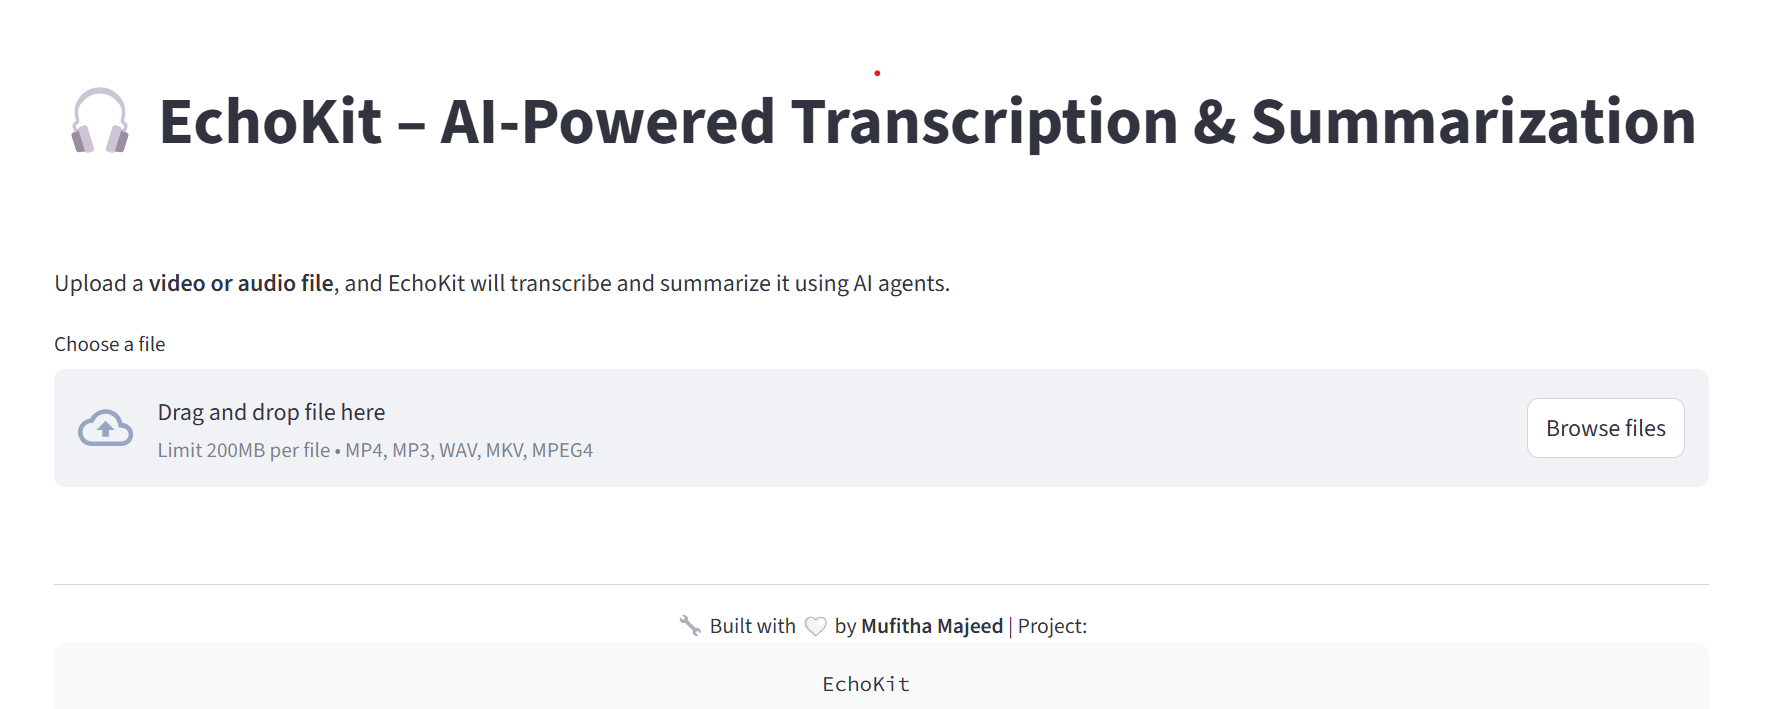 EchoKit – AI-Powered Transcription & Summarization
Upload a video or audio file, and EchoKit will transcribe and summarize it using AI agents.
Choose a file
Drag and drop file here
Limit 200MB per file • MP4, MP3, WAV, MKV, MPEG4
Browse files
Built with 🤍 by Mufitha Majeed | Project:
EchoKit